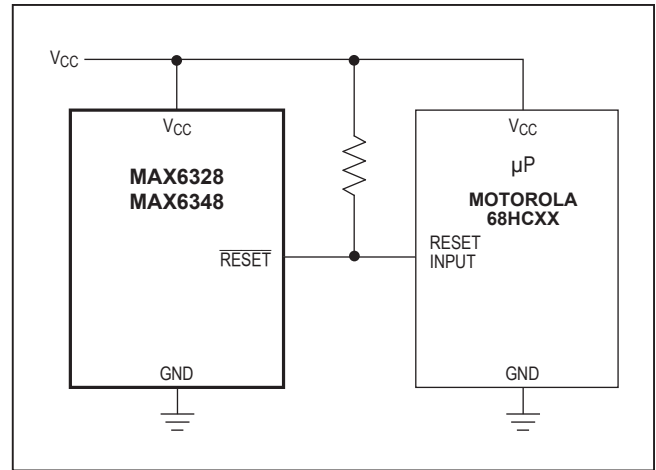 VCC
VCC
MAX6328
MAX6348
RESET
GND
VCC
µP
MOTOROLA
68HCXX
RESET
INPUT
GND